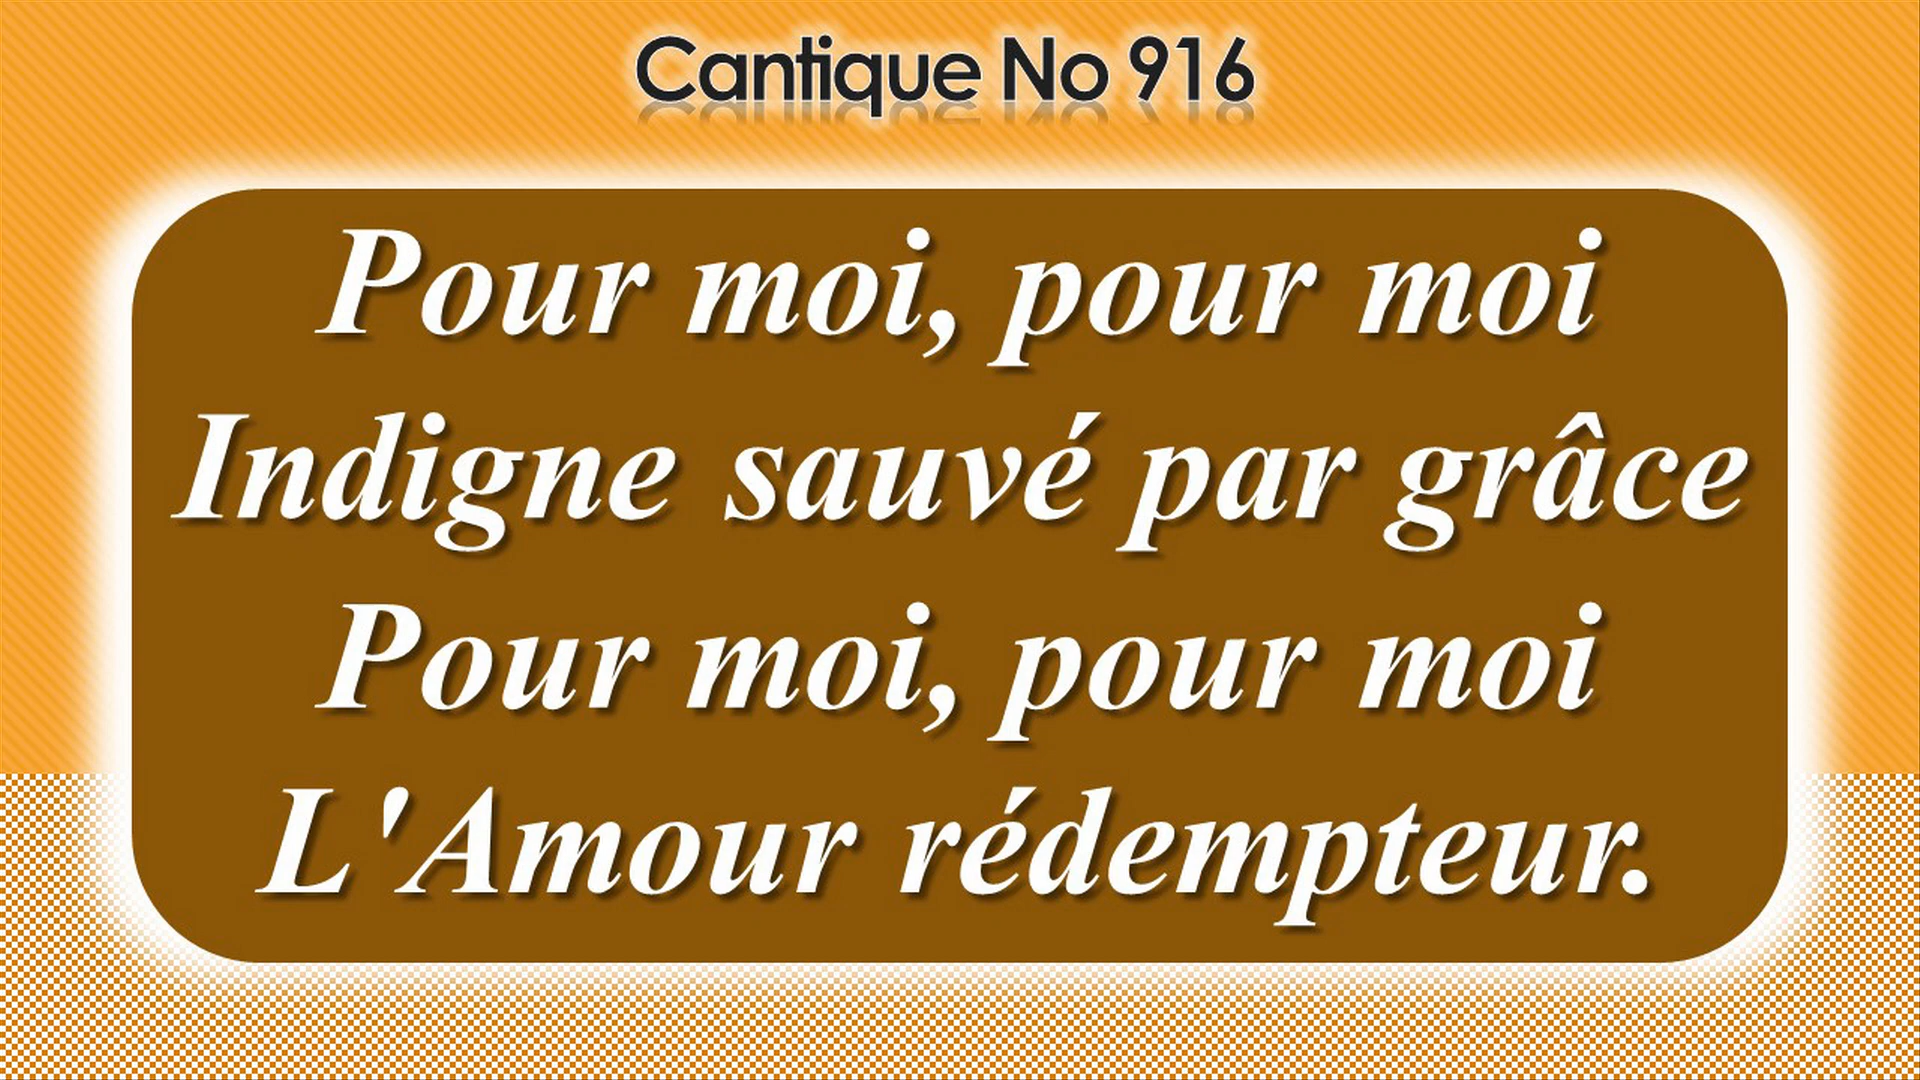 Cantique No 916
Pour moi, pour moi
Indigne sauvé par grâce
Pour moi, pour moi
L'Amour rédempteur.